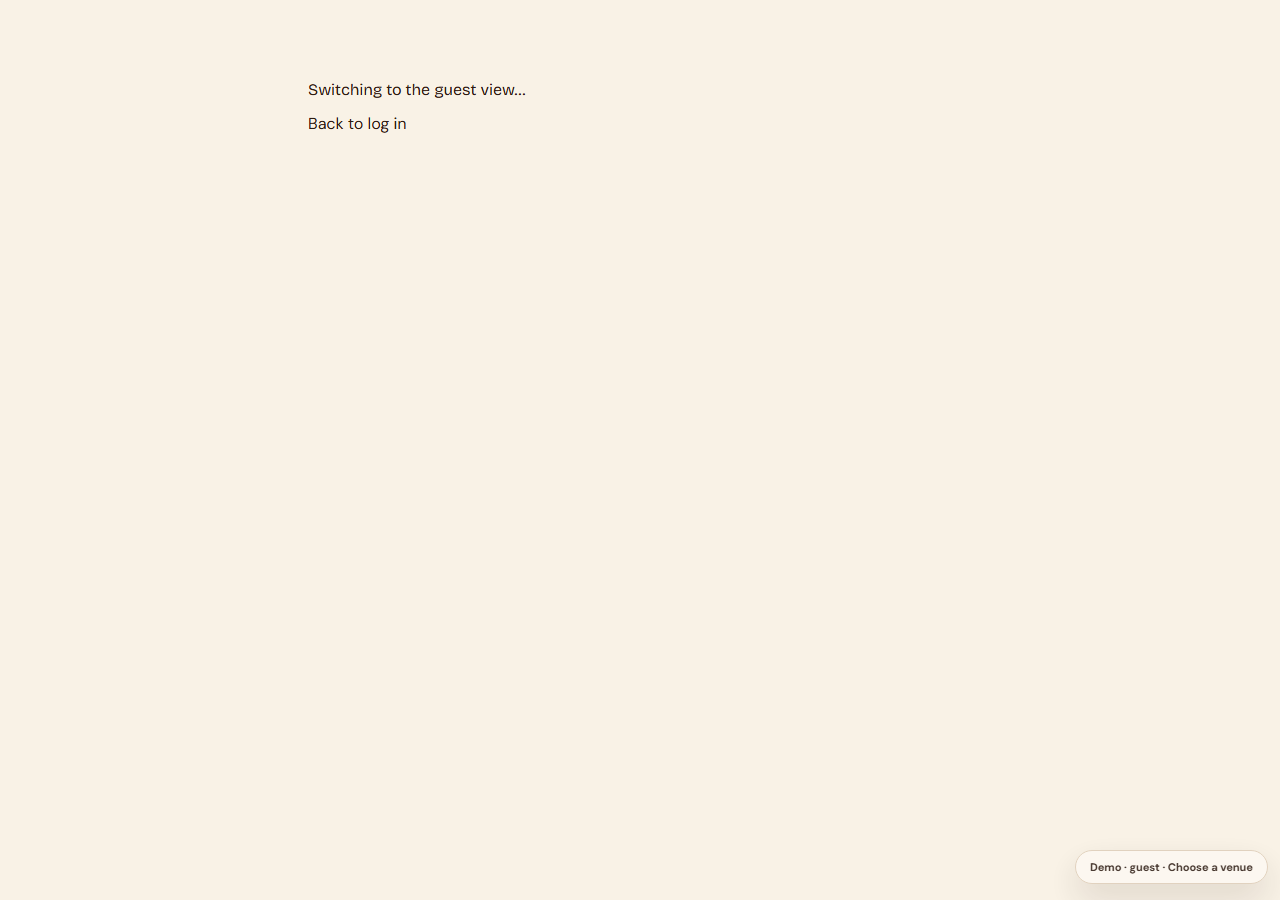 Switching to the guest view...
Back to log in
Demo · guest · Choose a venue